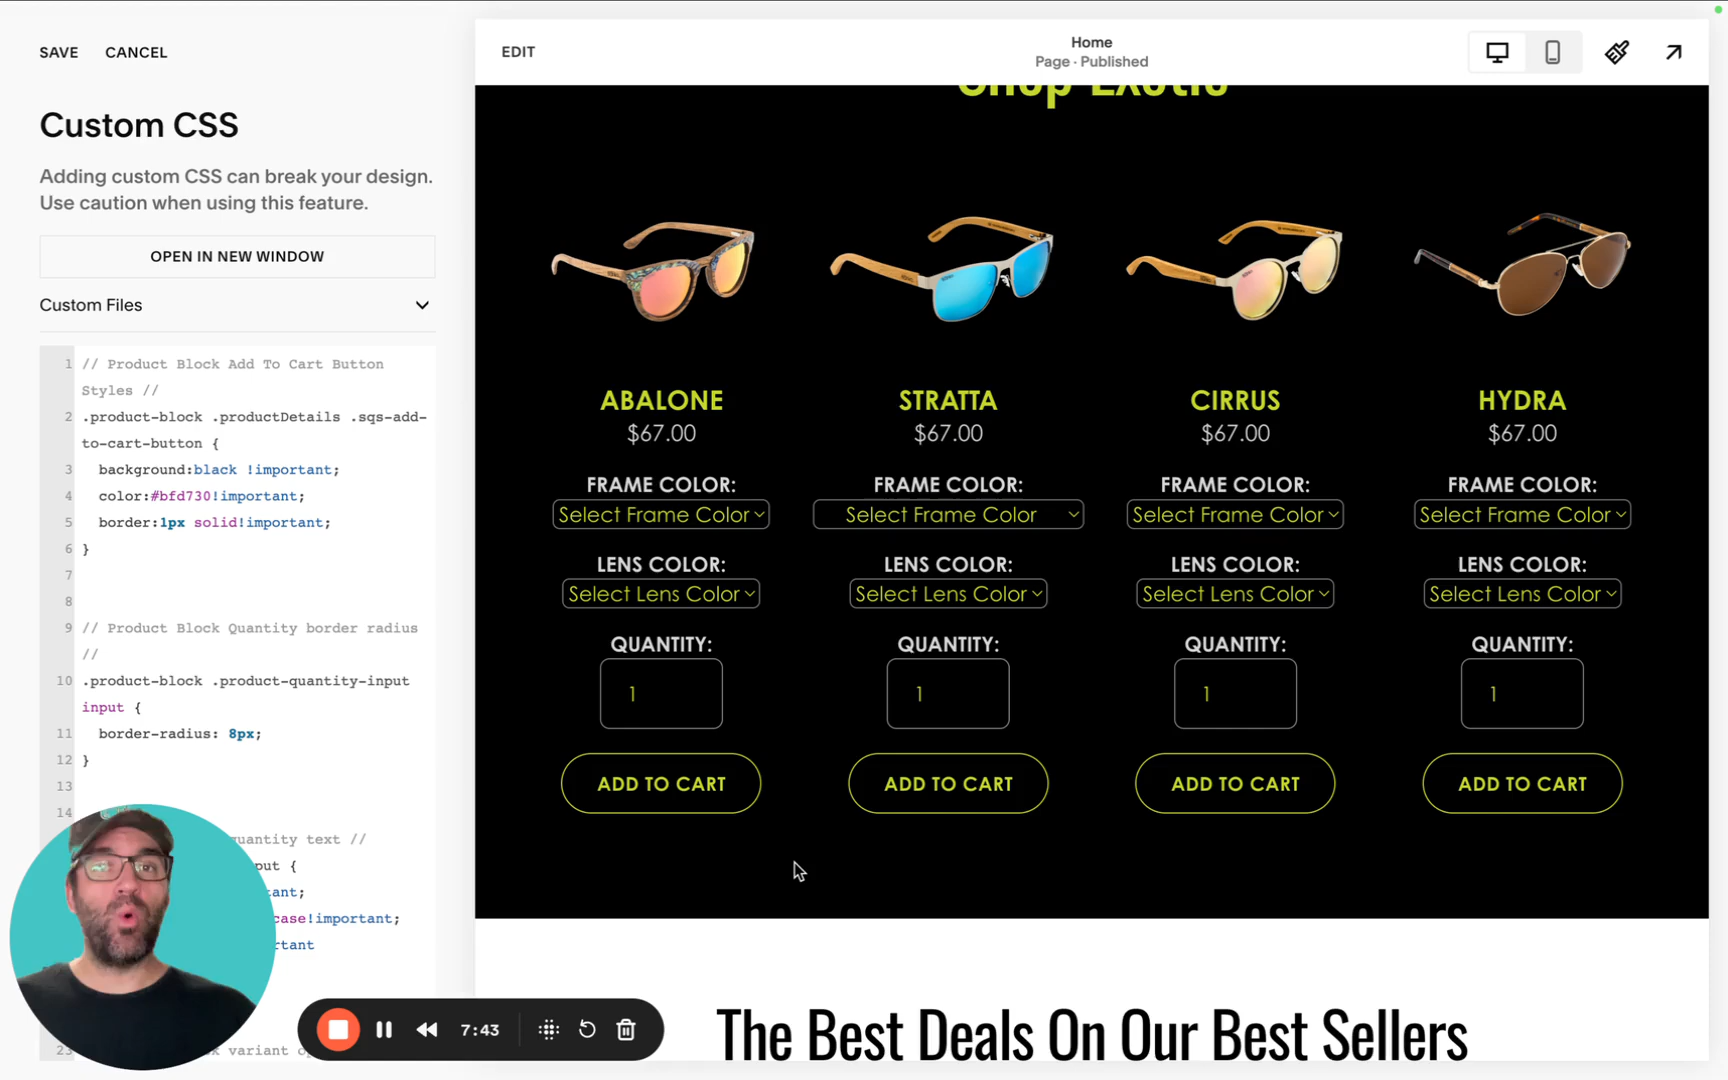 SAVE
CANCEL
Custom CSS
Adding custom CSS can break your design.
Use caution when using this feature.
OPEN IN NEW WINDOW
Custom Files
1 // Product Block Add To Cart Button
Styles //
2 .product-block .productDetails .sqs-add-
to-cart-button {
3 background:black !important;
4 color:#bfd730!important;
5 border:1px solid!important;
6 }
7
8
9 // Product Block Quantity border radius
//
10 .product-block .product-quantity-input
input {
11 border-radius: 8px;
12 }
13
14
quantity text //
put {
tant;
case!important;
rtant
23 variant
7:43
EDIT
Home
Page · Published
Shop Exotic
ABALONE STRATTA CIRRUS HYDRA
$67.00 $67.00 $67.00 $67.00
FRAME COLOR: FRAME COLOR: FRAME COLOR: FRAME COLOR:
Select Frame Color Select Frame Color Select Frame Color Select Frame Color
LENS COLOR: LENS COLOR: LENS COLOR: LENS COLOR:
Select Lens Color Select Lens Color Select Lens Color Select Lens Color
QUANTITY: QUANTITY: QUANTITY: QUANTITY:
1 1 1 1
ADD TO CART ADD TO CART ADD TO CART ADD TO CART
The Best Deals On Our Best Sellers